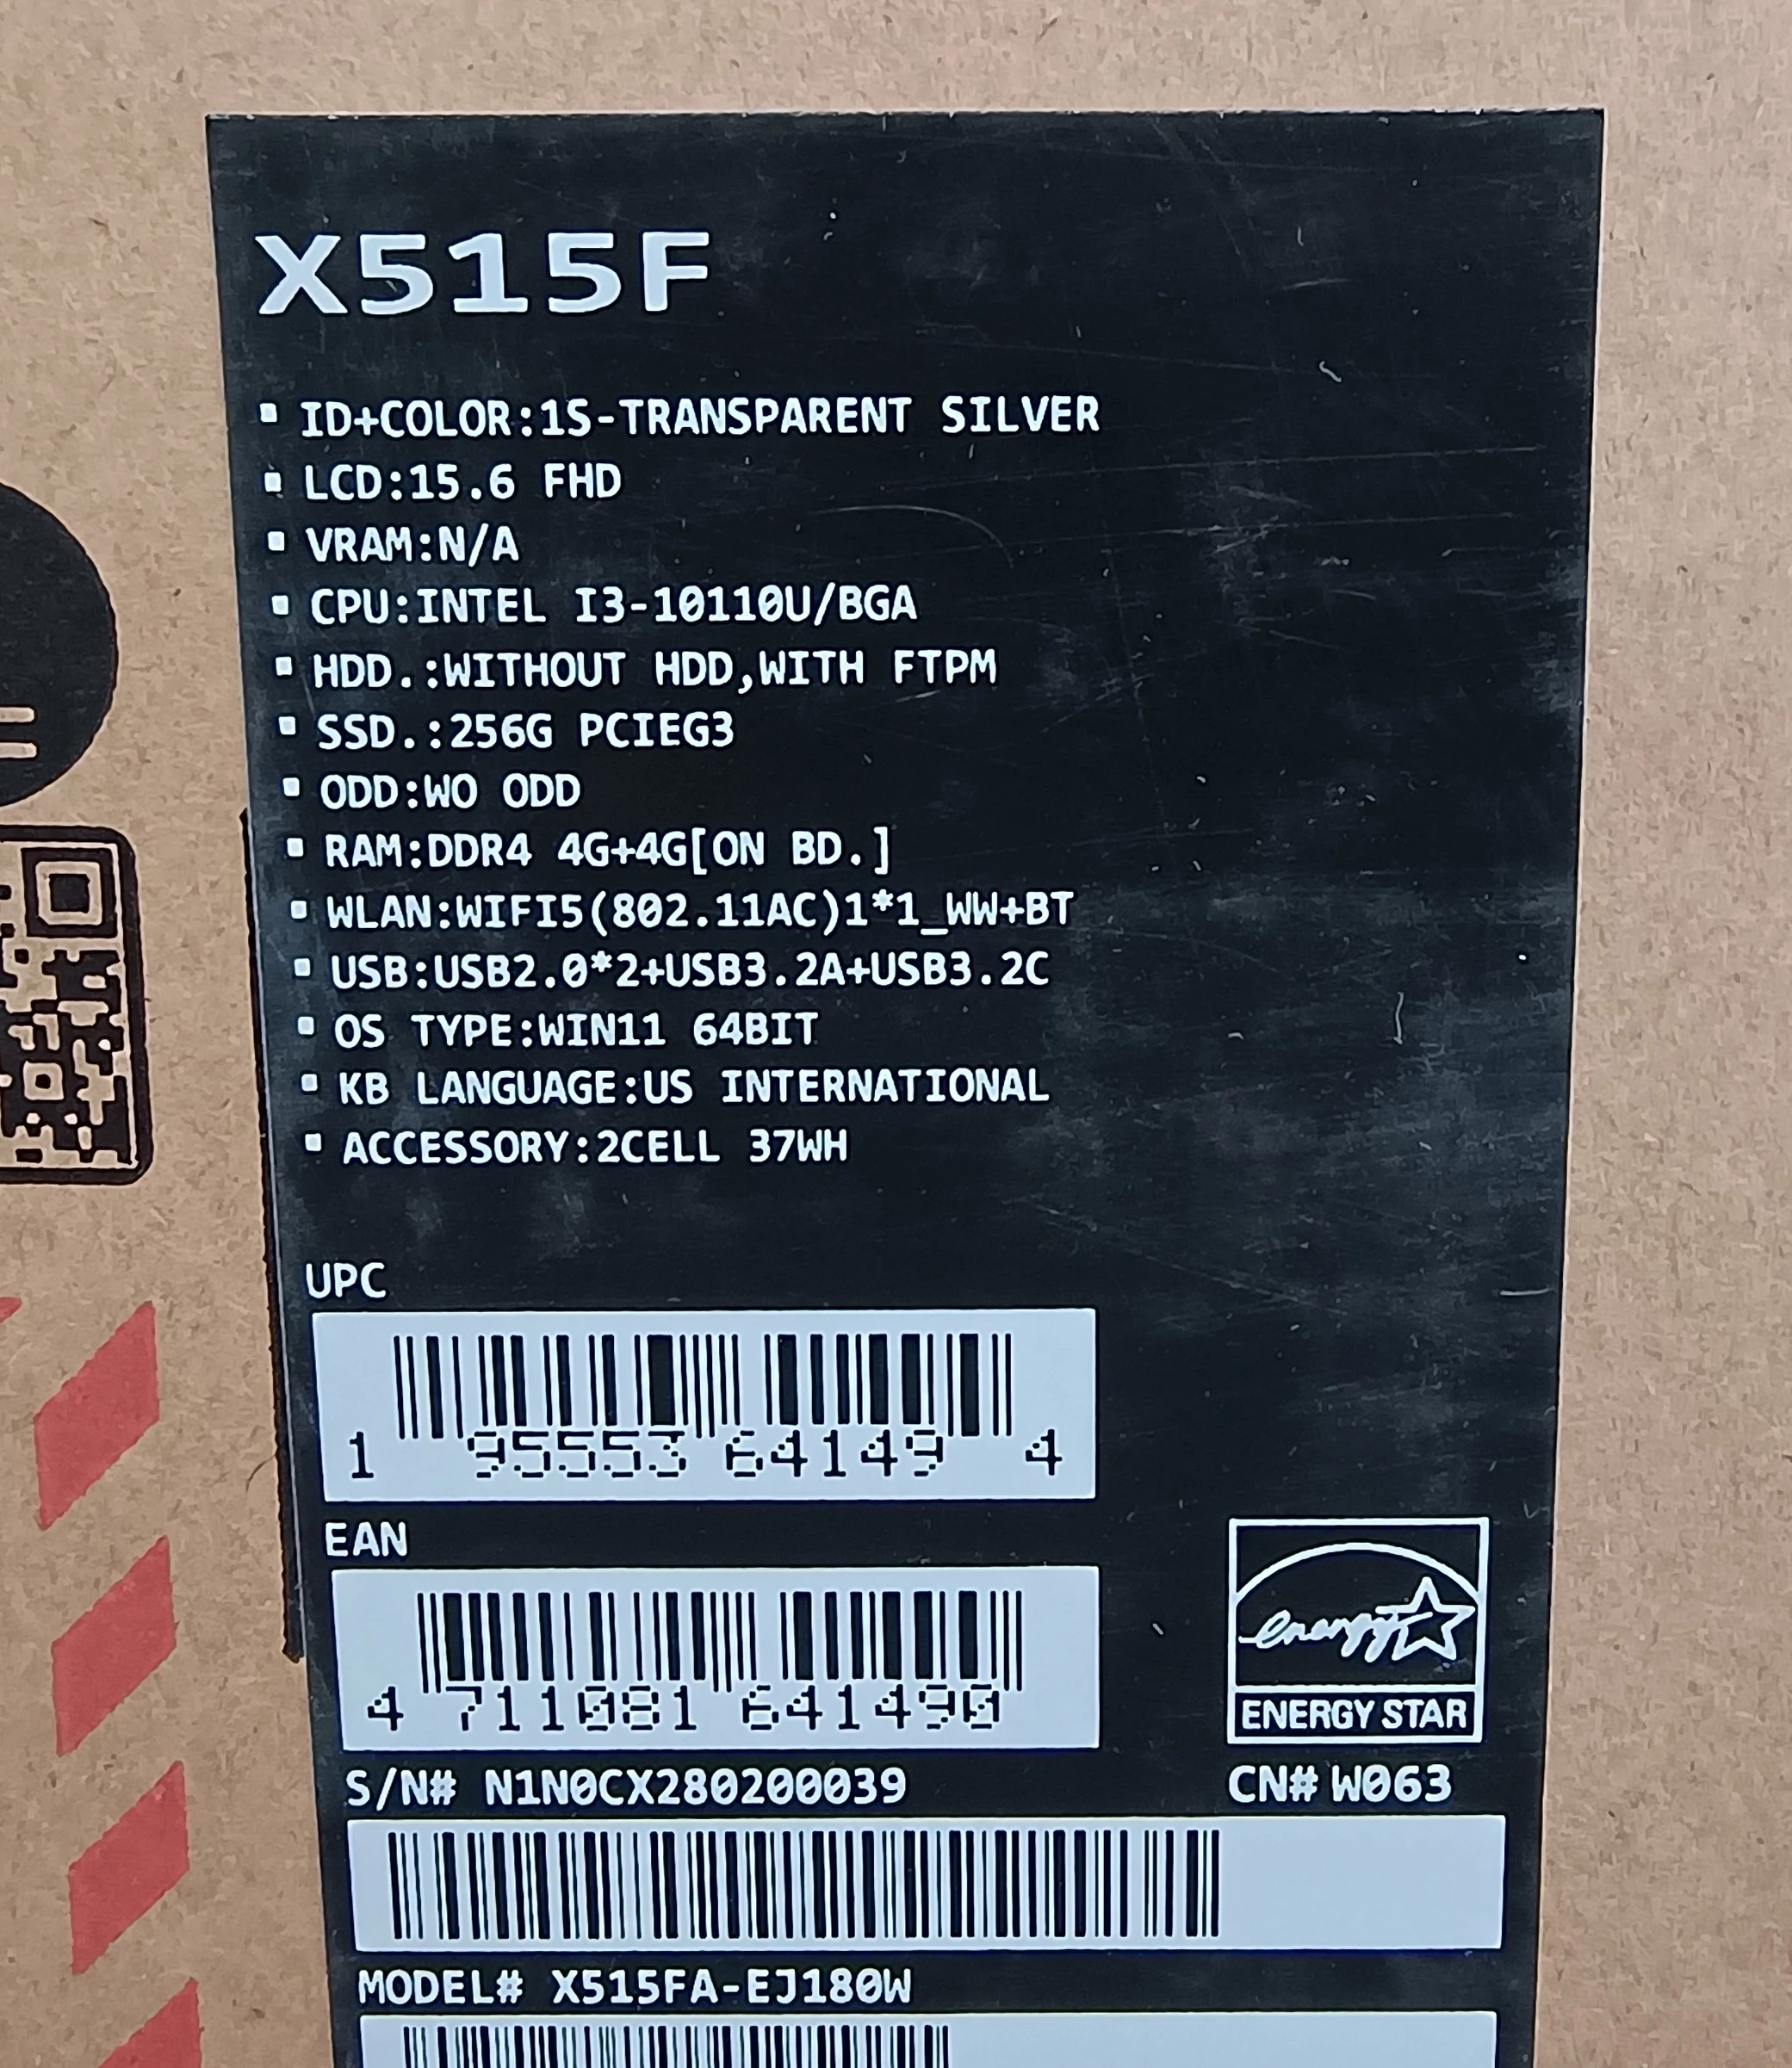 X515F
▪ ID+COLOR:1S-TRANSPARENT SILVER
▪ LCD:15.6 FHD
▪ VRAM:N/A
▪ CPU:INTEL I3-10110U/BGA
▪ HDD.:WITHOUT HDD,WITH FTPM
▪ SSD.:256G PCIEG3
▪ ODD:WO ODD
▪ RAM:DDR4 4G+4G[ON BD.]
▪ WLAN:WIFI5(802.11AC)1*1_WW+BT
▪ USB:USB2.0*2+USB3.2A+USB3.2C
▪ OS TYPE:WIN11 64BIT
▪ KB LANGUAGE:US INTERNATIONAL
▪ ACCESSORY:2CELL 37WH
UPC
1 95553 64149 4
EAN
4 711081 641490
energy
ENERGY STAR
S/N# N1N0CX280200039 CN# W063
MODEL# X515FA-EJ180W